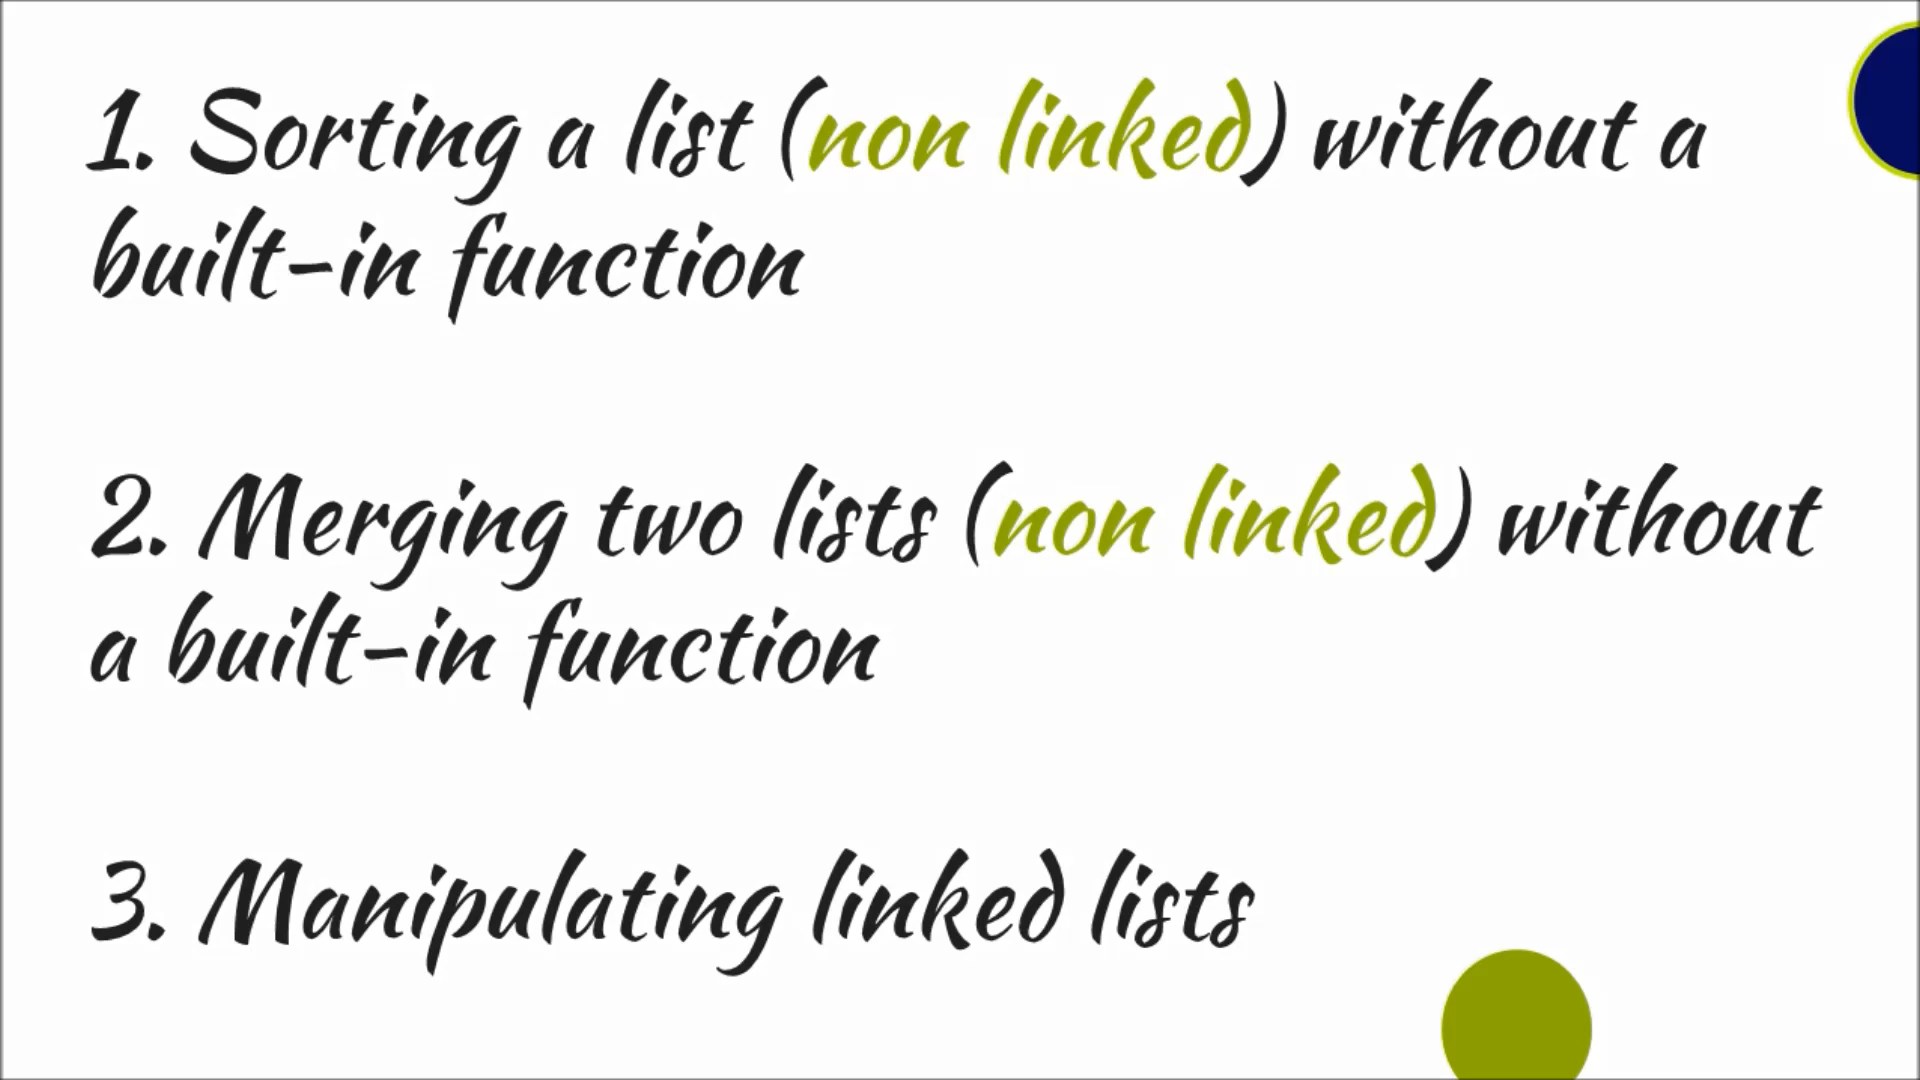 1. Sorting a list (non linked) without a
built-in function
2. Merging two lists (non linked) without
a built-in function
3. Manipulating linked lists